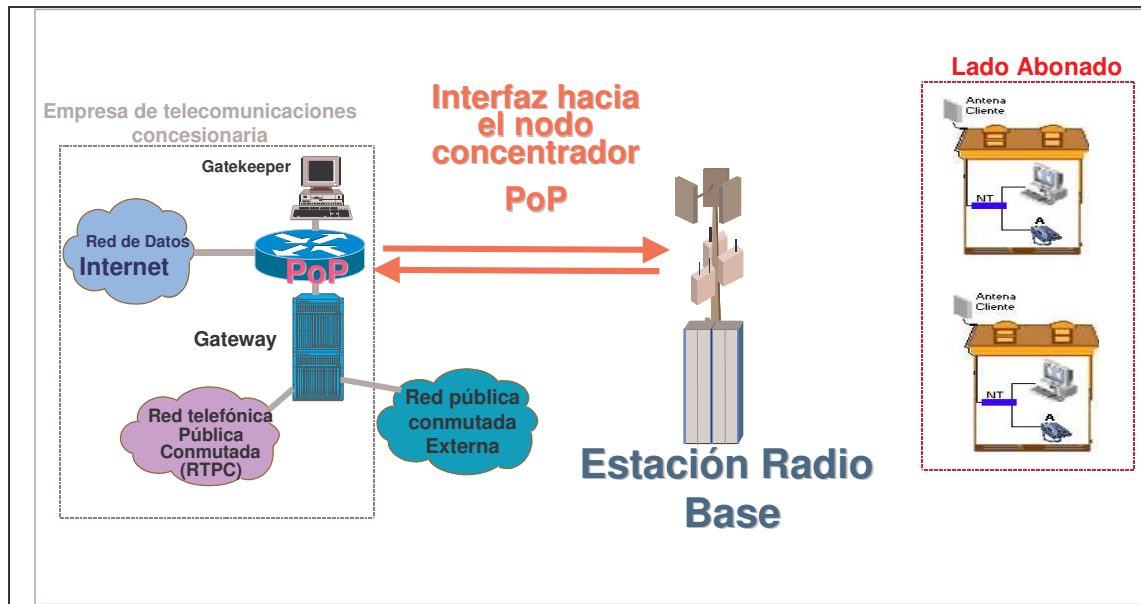 Lado Abonado
Empresa de telecomunicaciones
concesionaria
Gatekeeper
Red de Datos
Internet
PoP
Gateway
Red telefónica
Pública
Conmutada
(RTPC)
Red pública
conmutada
Externa
Interfaz hacia
el nodo
concentrador
PoP
Estación Radio
Base
Antena
Cliente
NT
A
Antena
Cliente
NT
A